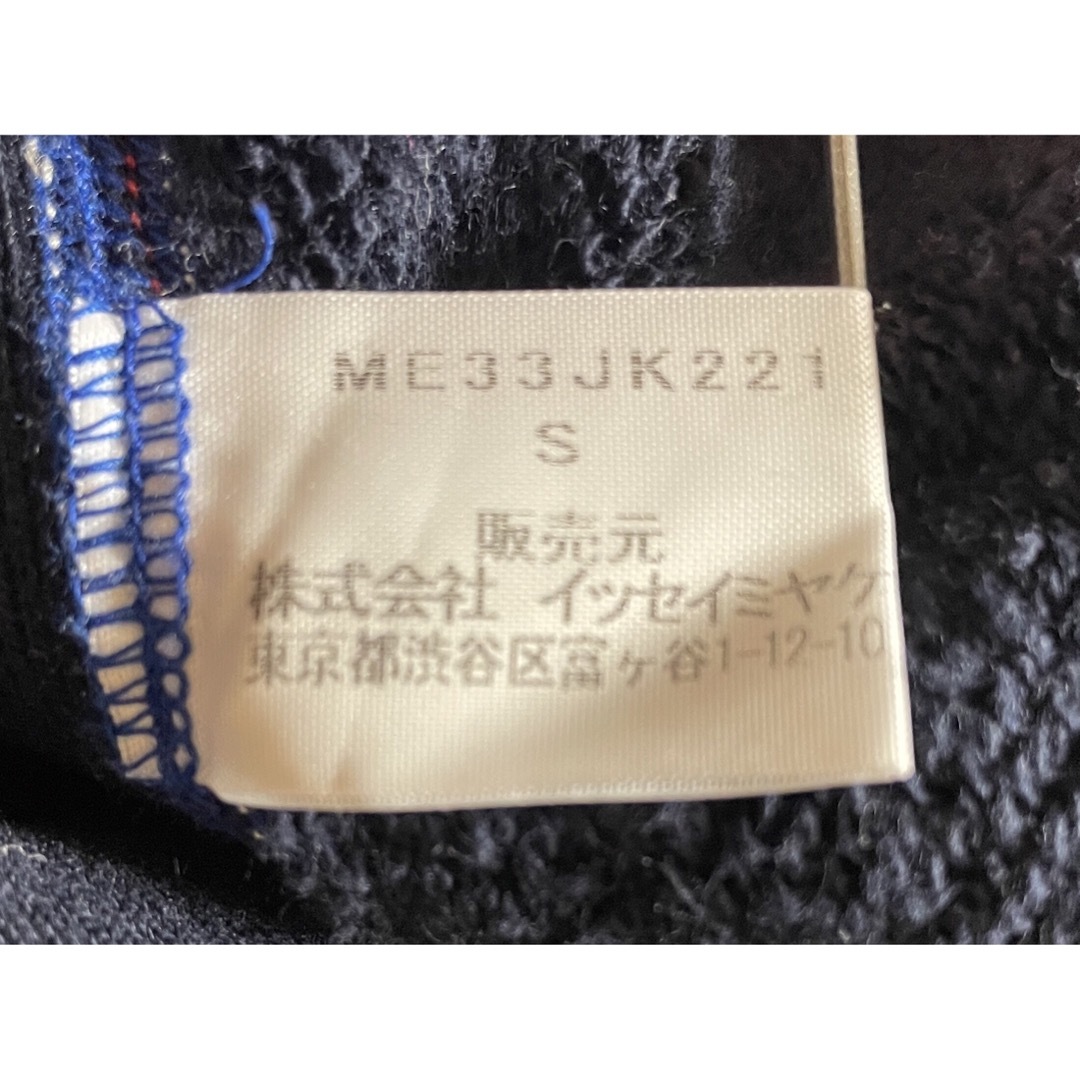 ME33JK221
S
販売元
株式会社 イッセイミヤケ
東京都渋谷区富ヶ谷1-12-10